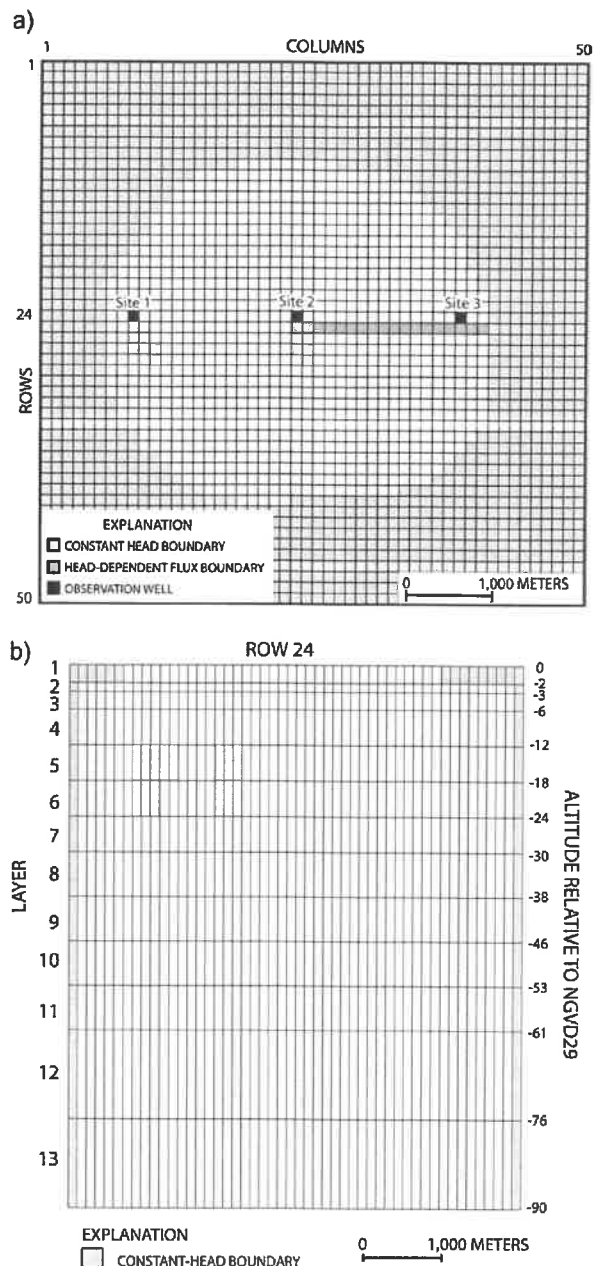 a)
COLUMNS
1
50
1
Site 1
Site 2
Site 3
24
ROWS
EXPLANATION
CONSTANT HEAD BOUNDARY
HEAD-DEPENDENT FLUX BOUNDARY
OBSERVATION WELL
0
1,000 METERS
50
b)
ROW 24
1
2
3
4
5
6
7
8
9
10
11
12
13
LAYER
0
-2
-3
-6
-12
-18
-24
-30
-38
-46
-53
-61
-76
-90
ALTITUDE RELATIVE TO NGVD29
EXPLANATION
CONSTANT-HEAD BOUNDARY
0
1,000 METERS